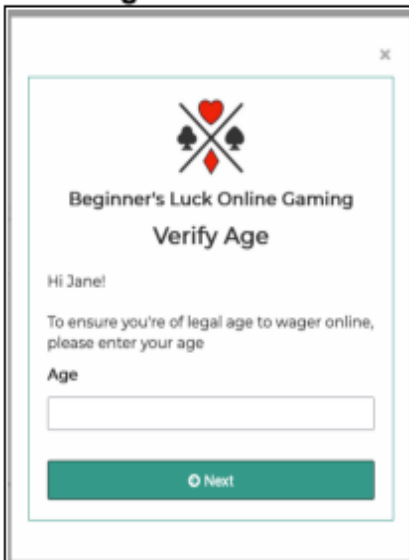 ×
Beginner's Luck Online Gaming
Verify Age
Hi Jane!
To ensure you're of legal age to wager online,
please enter your age
Age
Next